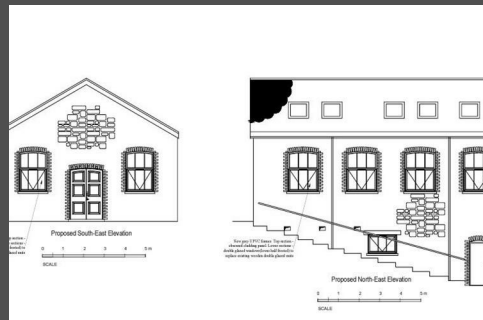 Proposed South-East Elevation
0 1 2 3 4 5 m
SCALE
New grey UPVC frames. Top section -
obscured cladding panel. Lower sections -
double glazed windows(lower half frosted) to
replace existing wooden double glazed units
Proposed North-East Elevation
0 1 2 3 4 5 m
SCALE